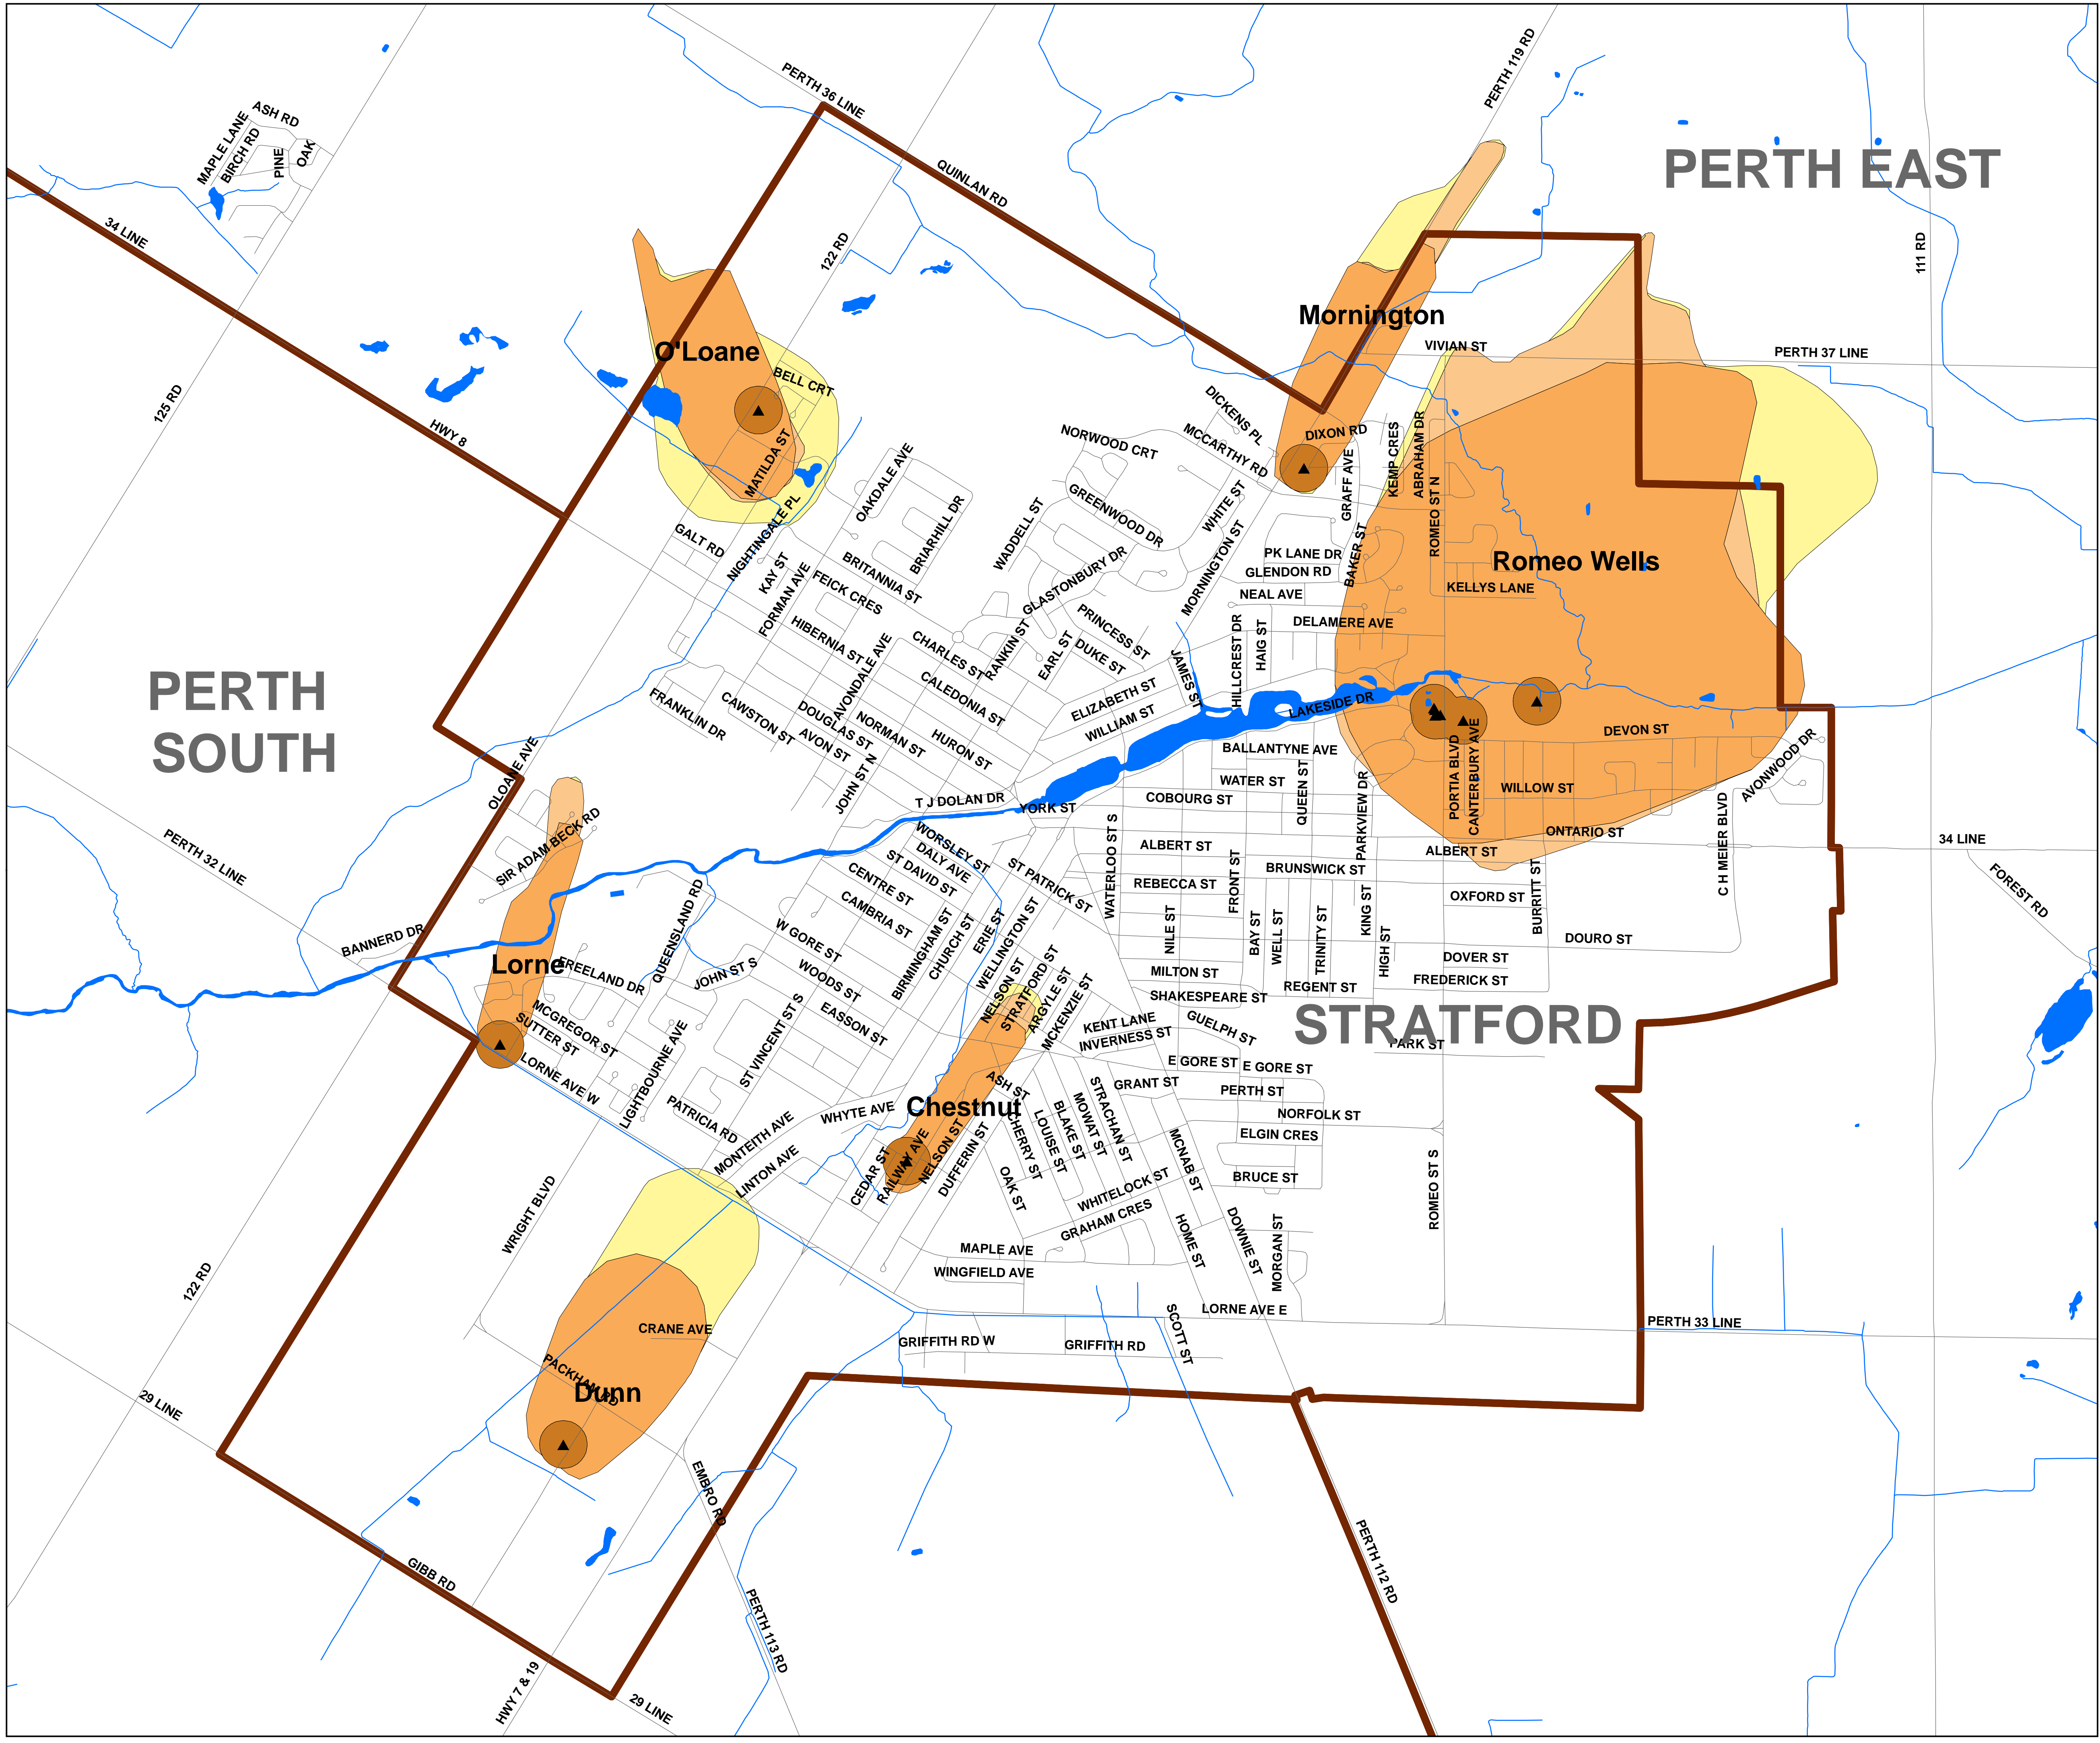 PERTH 36 LINE
PERTH 119 RD
ASH RD
MAPLE LANE
BIRCH RD
PINE
OAK
PERTH EAST
QUINLAN RD
34 LINE
122 RD
111 RD
Mornington
O'Loane
VIVIAN ST
PERTH 37 LINE
BELL CRT
125 RD
HWY 8
DICKENS PL
MCCARTHY RD
DIXON RD
NORWOOD CRT
KEMP CRES
ABRAHAM DR
MATILDA ST
OAKDALE AVE
GRAFF AVE
ROMEO ST N
GREENWOOD DR
WHITE ST
BRIARHILL DR
WADDELL ST
NIGHTINGALE PL
GALT RD
MORNINGTON ST
BAKER ST
PK LANE DR
GLENDON RD
Romeo Wells
KAY ST
BRITANNIA ST
FEICK CRES
FORMAN AVE
GLASTONBURY DR
NEAL AVE
KELLYS LANE
HIBERNIA ST
PRINCESS ST
DELAMERE AVE
CHARLES ST
RANKIN ST
EARL ST
DUKE ST
JAMES ST
HILLCREST DR
HAIG ST
AVONDALE AVE
CALEDONIA ST
ELIZABETH ST
WILLIAM ST
LAKESIDE DR
PERTH
SOUTH
FRANKLIN DR
CAWSTON ST
DOUGLAS ST
AVON ST
NORMAN ST
HURON ST
BALLANTYNE AVE
DEVON ST
AVONWOOD DR
OLOANE AVE
JOHN ST N
WATER ST
QUEEN ST
PARKVIEW DR
PORTIA BLVD
CANTERBURY AVE
WILLOW ST
T J DOLAN DR
YORK ST
COBOURG ST
ONTARIO ST
34 LINE
SIR ADAM BECK RD
PERTH 32 LINE
WORSLEY ST
DALY AVE
ST DAVID ST
ST PATRICK ST
WATERLOO ST S
ALBERT ST
ALBERT ST
BRUNSWICK ST
C H MEIER BLVD
CENTRE ST
REBECCA ST
FRONT ST
OXFORD ST
BURRITT ST
FOREST RD
CAMBRIA ST
BIRMINGHAM ST
CHURCH ST
ERIE ST
WELLINGTON ST
NILE ST
BAY ST
WELL ST
TRINITY ST
KING ST
HIGH ST
DOURO ST
BANNERD DR
QUEENSLAND RD
W GORE ST
WOODS ST
JOHN ST S
Lorne
FREELAND DR
MILTON ST
REGENT ST
DOVER ST
FREDERICK ST
SHAKESPEARE ST
NELSON ST
STRATFORD ST
ARGYLE ST
MCKENZIE ST
EASSON ST
ST VINCENT ST S
MCGREGOR ST
SUTTER ST
LORNE AVE W
LIGHTBOURNE AVE
KENT LANE
INVERNESS ST
GUELPH ST
STRATFORD
PARK ST
E GORE ST
E GORE ST
PERTH ST
GRANT ST
NORFOLK ST
ELGIN CRES
BRUCE ST
PATRICIA RD
MONTEITH AVE
WHYTE AVE
LINTON AVE
Chestnut
ASH ST
CHERRY ST
LOUISE ST
BLAKE ST
MOWAT ST
STRACHAN ST
MCNAB ST
CEDAR ST
RAILWAY AVE
NELSON ST
DUFFERIN ST
OAK ST
WHITELOCK ST
GRAHAM CRES
HOME ST
DOWNIE ST
MORGAN ST
ROMEO ST S
WRIGHT BLVD
MAPLE AVE
WINGFIELD AVE
LORNE AVE E
122 RD
CRANE AVE
GRIFFITH RD W
GRIFFITH RD
SCOTT ST
PERTH 33 LINE
PACKHAM RD
Dunn
29 LINE
EMBRO RD
GIBB RD
PERTH 112 RD
PERTH 113 RD
HWY 7 & 19
29 LINE